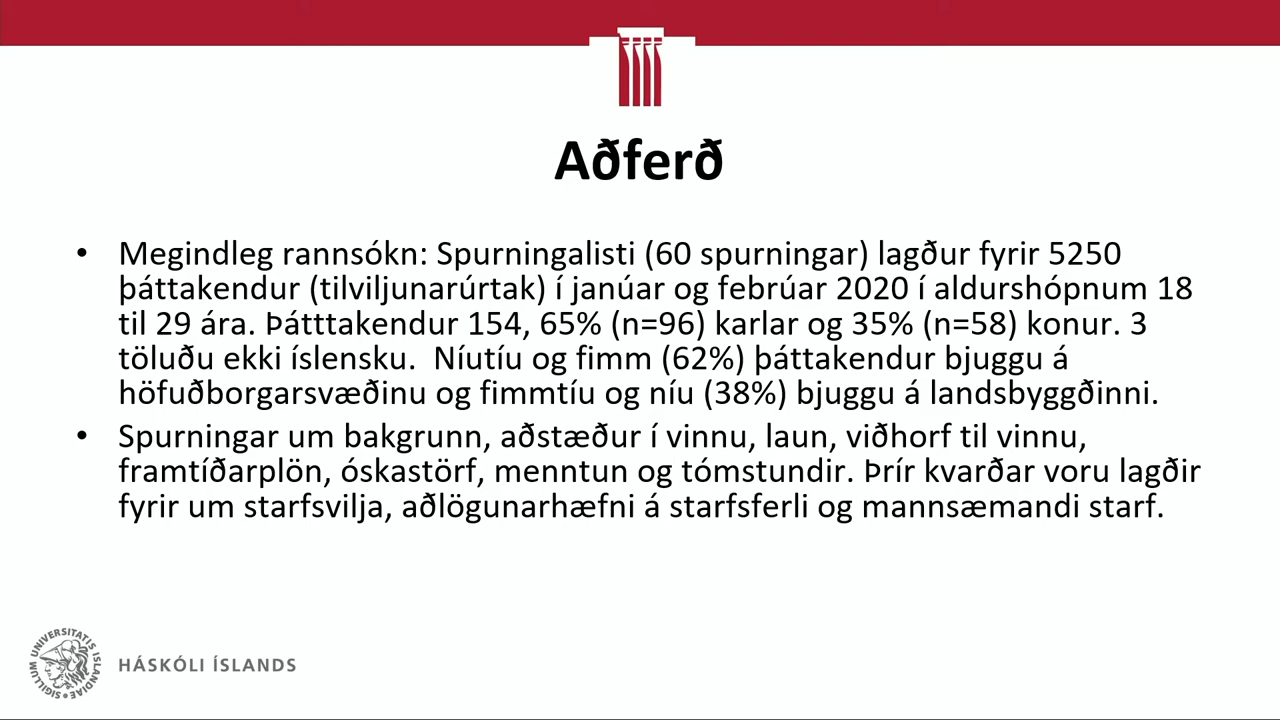 Aðferð
• Megindleg rannsókn: Spurningalisti (60 spurningar) lagður fyrir 5250
þáttakendur (tilviljunarúrtak) í janúar og febrúar 2020 í aldurshópnum 18
til 29 ára. Þátttakendur 154, 65% (n=96) karlar og 35% (n=58) konur. 3
töluðu ekki íslensku.  Níutíu og fimm (62%) þáttakendur bjuggu á
höfuðborgarsvæðinu og fimmtíu og níu (38%) bjuggu á landsbyggðinni.
• Spurningar um bakgrunn, aðstæður í vinnu, laun, viðhorf til vinnu,
framtíðarplön, óskastörf, menntun og tómstundir. Þrír kvarðar voru lagðir
fyrir um starfsvilja, aðlögunarhæfni á starfsferli og mannsæmandi starf.
SIGILLUM UNIVERSITATIS ISLANDIAE
HÁSKÓLI ÍSLANDS